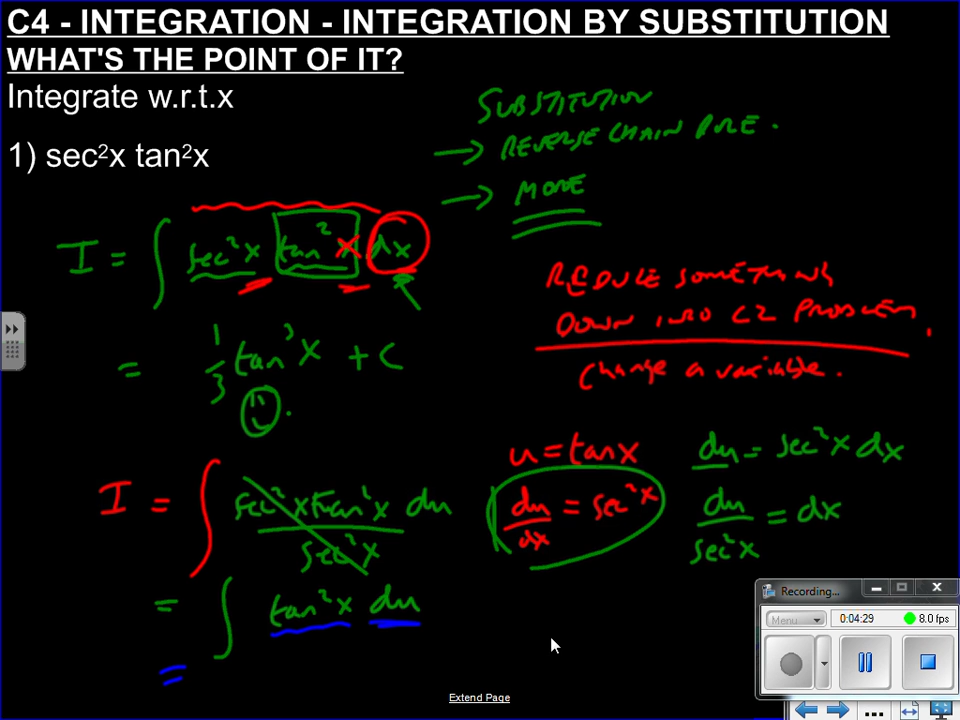 C4 - INTEGRATION - INTEGRATION BY SUBSTITUTION
WHAT'S THE POINT OF IT?
Integrate w.r.t.x
SUBSTITUTION
→ REVERSE CHAIN RULE.
→ MORE
1) sec²x tan²x
I = ∫ sec²x tan²x dx
REDUCE SOMETHING
DOWN INTO C2 PROBLEM.
change a variable.
= 1/3 tan³x + C
u = tanx
du/dx = sec²x
du = sec²x dx
du/sec²x = dx
I = ∫ sec²x tan²x du / sec²x
= ∫ tan²x du
=
Recording...
Menu
0:04:29
8.0 fps
Extend Page